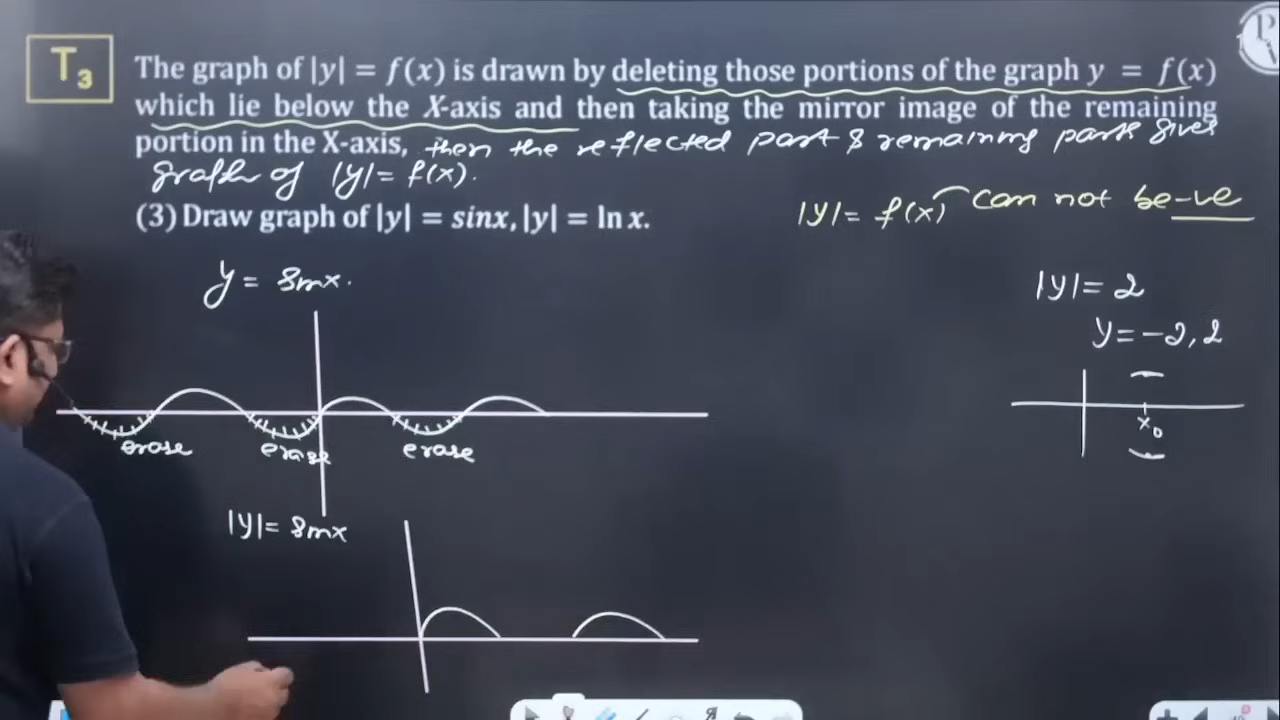 T3
The graph of |y| = f(x) is drawn by deleting those portions of the graph y = f(x)
which lie below the X-axis and then taking the mirror image of the remaining
portion in the X-axis, then the reflected part & remaining part gives
graph of |y| = f(x).
|y| = f(x) can not be -ve
(3) Draw graph of |y| = sinx, |y| = ln x.
y = sinx.
|y| = 2
y = -2, 2
x0
erase erase erase
|y| = sinx